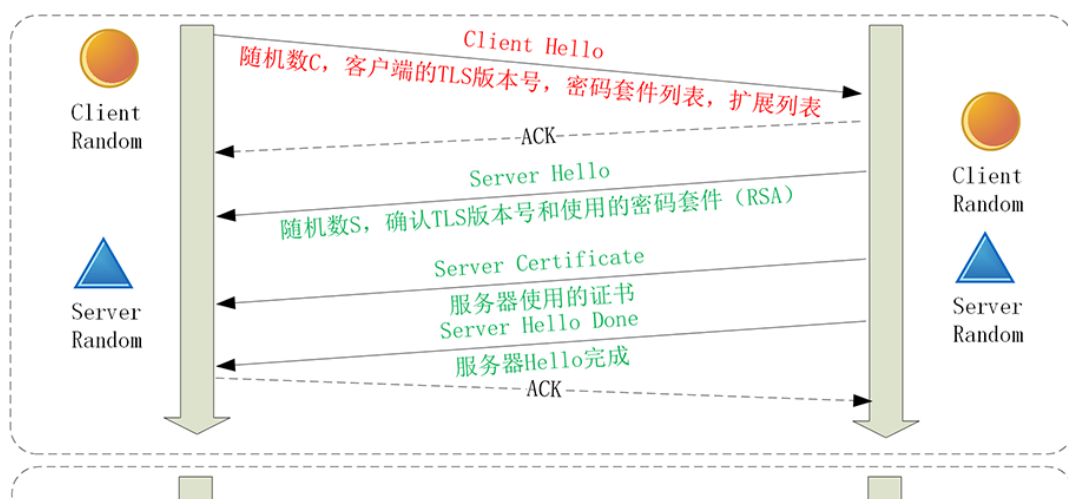 Client Hello
随机数C，客户端的TLS版本号，密码套件列表，扩展列表
Client
Random
ACK
Client
Random
Server Hello
随机数S，确认TLS版本号和使用的密码套件（RSA）
Server Certificate
服务器使用的证书
Server
Random
Server
Random
Server Hello Done
服务器Hello完成
ACK